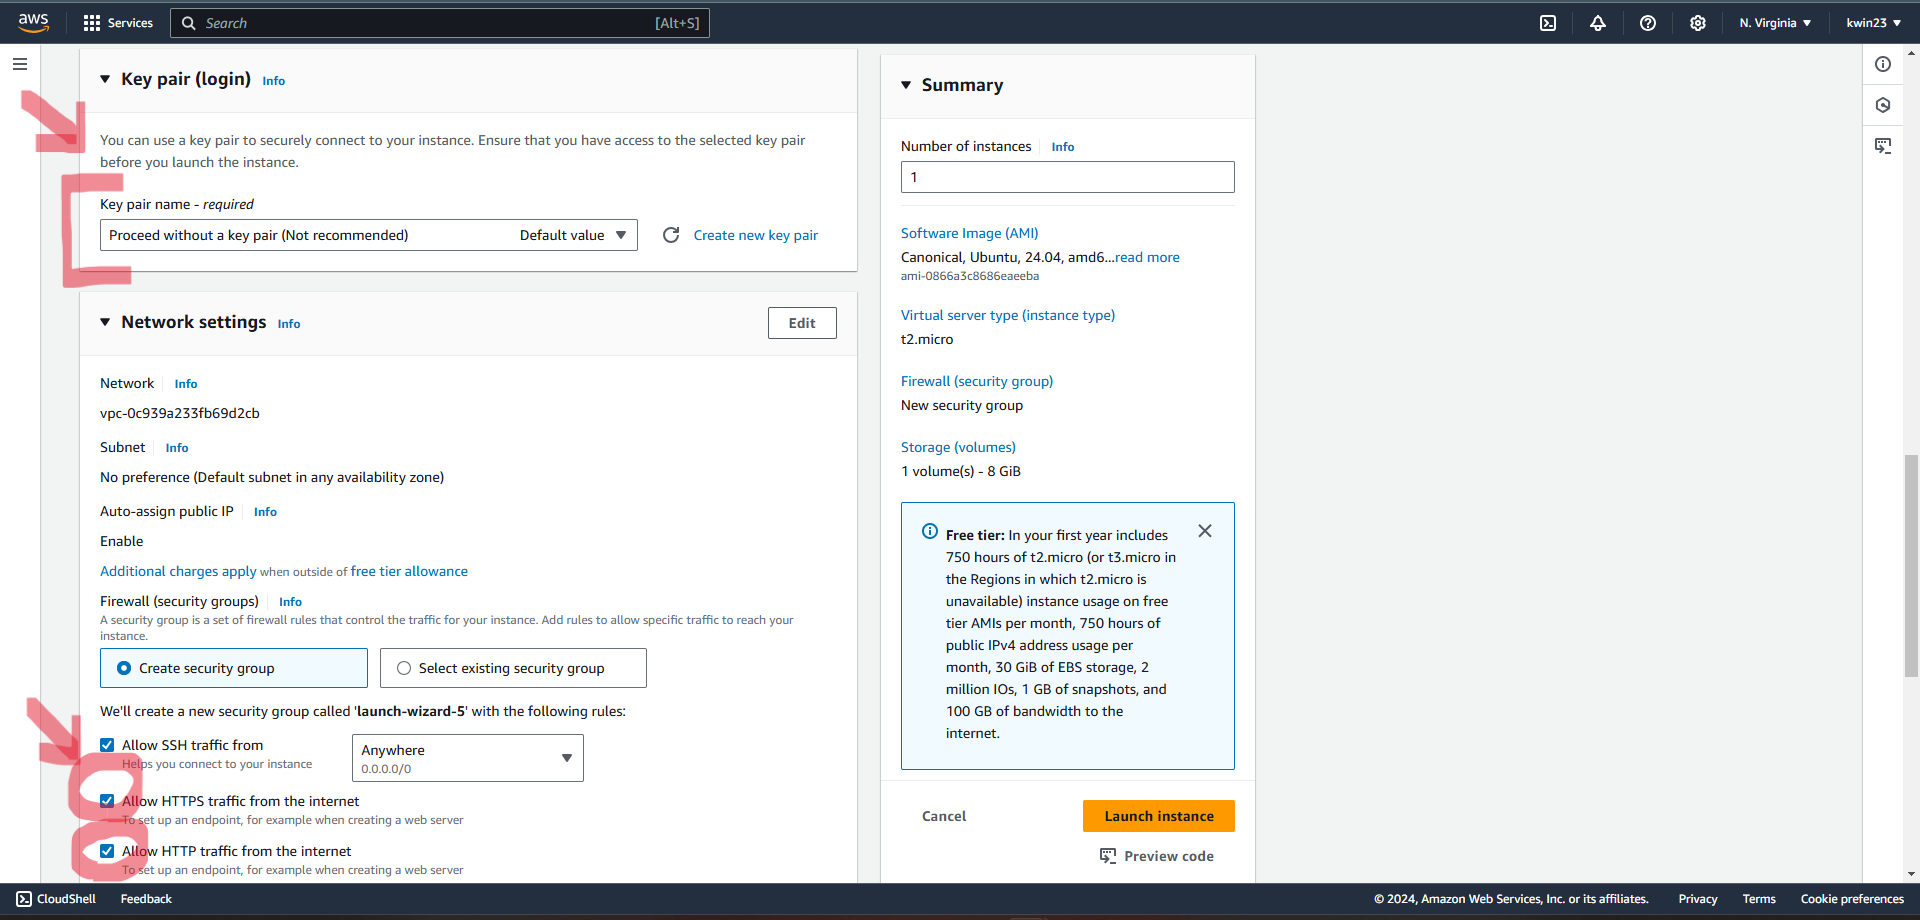 aws
Services
Search
[Alt+S]
N. Virginia
kwin23
Key pair (login) Info
You can use a key pair to securely connect to your instance. Ensure that you have access to the selected key pair
before you launch the instance.
Key pair name - required
Proceed without a key pair (Not recommended) Default value
Create new key pair
Network settings Info
Edit
Network Info
vpc-0c939a233fb69d2cb
Subnet Info
No preference (Default subnet in any availability zone)
Auto-assign public IP Info
Enable
Additional charges apply when outside of free tier allowance
Firewall (security groups) Info
A security group is a set of firewall rules that control the traffic for your instance. Add rules to allow specific traffic to reach your
instance.
Create security group
Select existing security group
We'll create a new security group called 'launch-wizard-5' with the following rules:
Allow SSH traffic from
Helps you connect to your instance
Anywhere
0.0.0.0/0
Allow HTTPS traffic from the internet
To set up an endpoint, for example when creating a web server
Allow HTTP traffic from the internet
To set up an endpoint, for example when creating a web server
Summary
Number of instances Info
1
Software Image (AMI)
Canonical, Ubuntu, 24.04, amd6...read more
ami-0866a3c8686eaeeba
Virtual server type (instance type)
t2.micro
Firewall (security group)
New security group
Storage (volumes)
1 volume(s) - 8 GiB
Free tier: In your first year includes
750 hours of t2.micro (or t3.micro in
the Regions in which t2.micro is
unavailable) instance usage on free
tier AMIs per month, 750 hours of
public IPv4 address usage per
month, 30 GiB of EBS storage, 2
million IOs, 1 GB of snapshots, and
100 GB of bandwidth to the
internet.
Cancel
Launch instance
Preview code
CloudShell
Feedback
© 2024, Amazon Web Services, Inc. or its affiliates.
Privacy
Terms
Cookie preferences